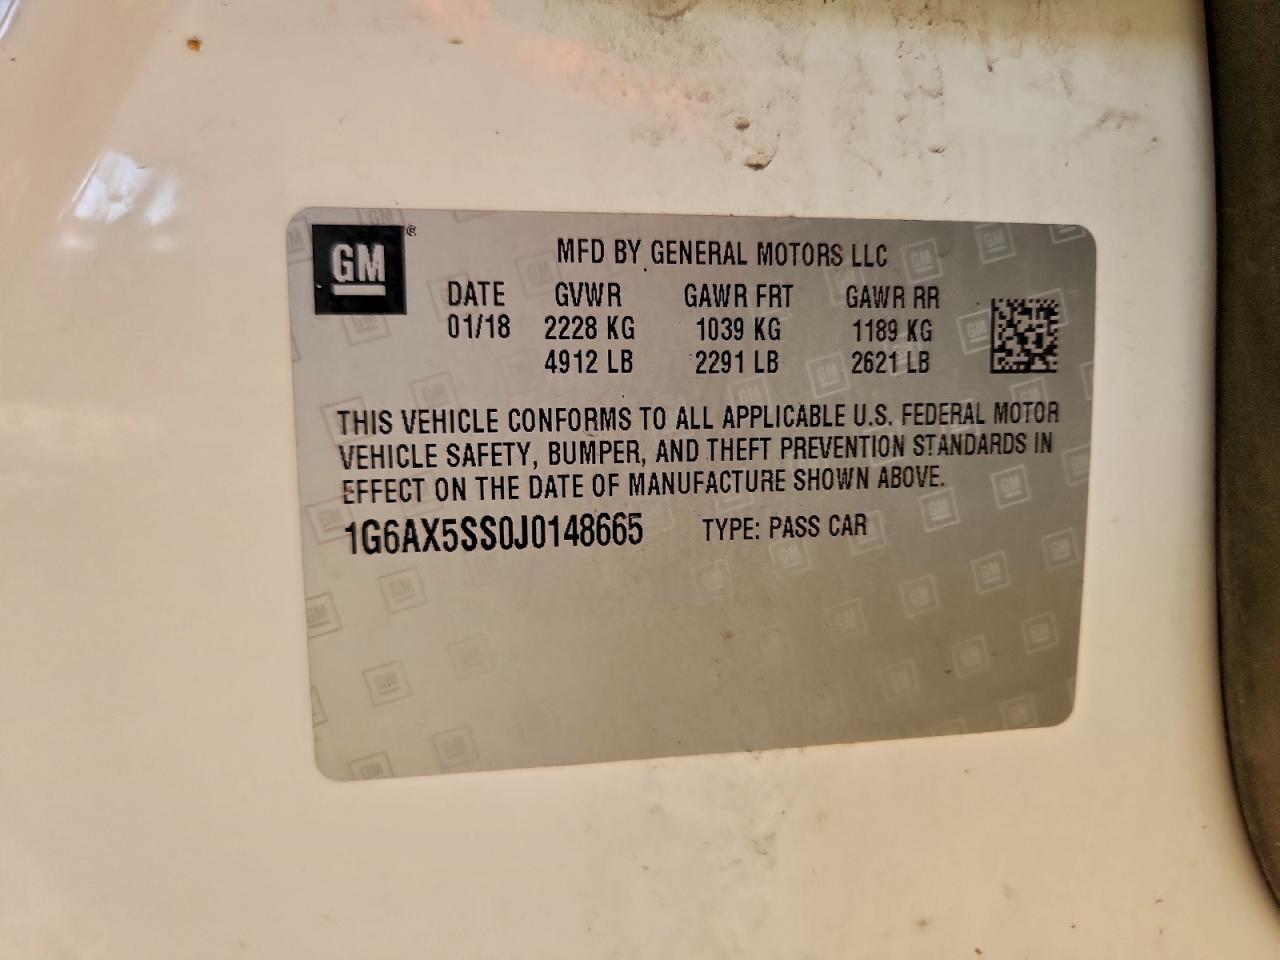 GM®
MFD BY GENERAL MOTORS LLC
DATE GVWR GAWR FRT GAWR RR
01/18 2228 KG 1039 KG 1189 KG
4912 LB 2291 LB 2621 LB
THIS VEHICLE CONFORMS TO ALL APPLICABLE U.S. FEDERAL MOTOR
VEHICLE SAFETY, BUMPER, AND THEFT PREVENTION STANDARDS IN
EFFECT ON THE DATE OF MANUFACTURE SHOWN ABOVE.
1G6AX5SS0J0148665 TYPE: PASS CAR